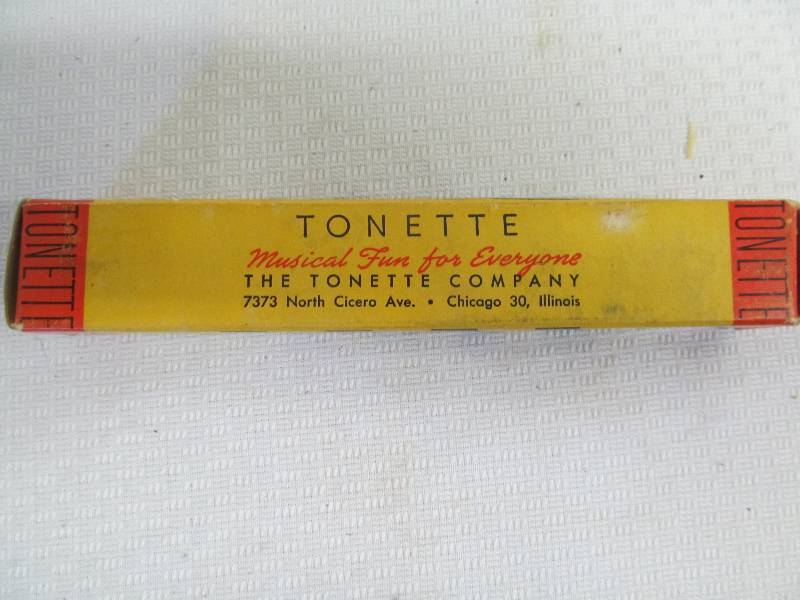 TONETTE
TONETTE
Musical Fun for Everyone
THE TONETTE COMPANY
7373 North Cicero Ave. • Chicago 30, Illinois
TONETTE